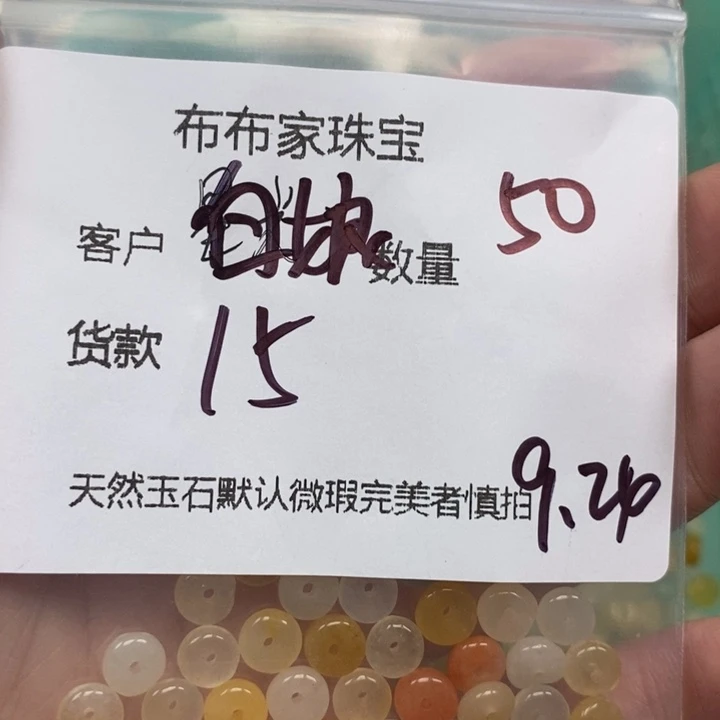 布布家珠宝
客户 数量 50
货款 15
天然玉石默认微瑕完美者慎拍 9.26